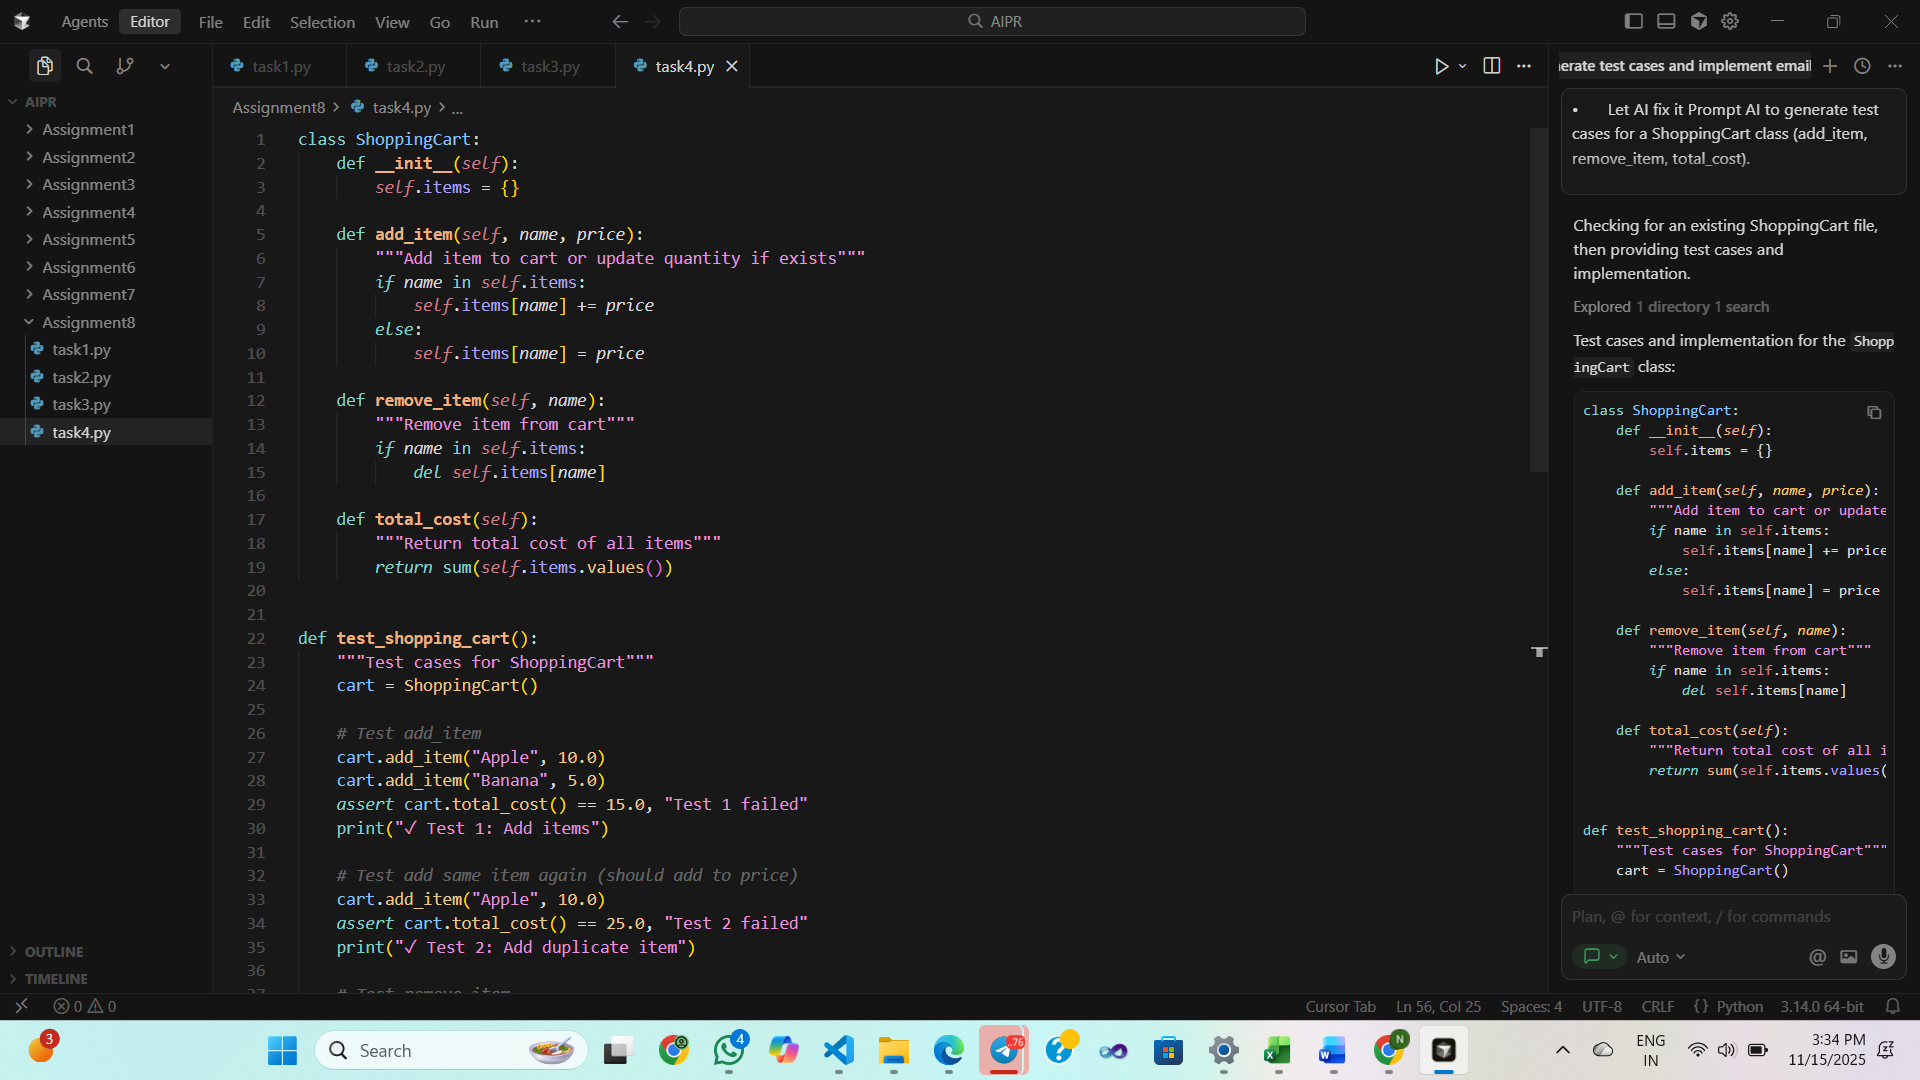 Agents Editor File Edit Selection View Go Run ···
AIPR
task1.py task2.py task3.py task4.py
erate test cases and implement email
AIPR
Assignment1
Assignment2
Assignment3
Assignment4
Assignment5
Assignment6
Assignment7
Assignment8
task1.py
task2.py
task3.py
task4.py
OUTLINE
TIMELINE
Assignment8 > task4.py > ...
1 class ShoppingCart:
2 def __init__(self):
3 self.items = {}
4
5 def add_item(self, name, price):
6 """Add item to cart or update quantity if exists"""
7 if name in self.items:
8 self.items[name] += price
9 else:
10 self.items[name] = price
11
12 def remove_item(self, name):
13 """Remove item from cart"""
14 if name in self.items:
15 del self.items[name]
16
17 def total_cost(self):
18 """Return total cost of all items"""
19 return sum(self.items.values())
20
21
22 def test_shopping_cart():
23 """Test cases for ShoppingCart"""
24 cart = ShoppingCart()
25
26 # Test add_item
27 cart.add_item("Apple", 10.0)
28 cart.add_item("Banana", 5.0)
29 assert cart.total_cost() == 15.0, "Test 1 failed"
30 print("✓ Test 1: Add items")
31
32 # Test add same item again (should add to price)
33 cart.add_item("Apple", 10.0)
34 assert cart.total_cost() == 25.0, "Test 2 failed"
35 print("✓ Test 2: Add duplicate item")
36
37 # Test remove item
• Let AI fix it Prompt AI to generate test
cases for a ShoppingCart class (add_item,
remove_item, total_cost).
Checking for an existing ShoppingCart file,
then providing test cases and
implementation.
Explored 1 directory 1 search
Test cases and implementation for the Shopp
ingCart class:
class ShoppingCart:
def __init__(self):
self.items = {}
def add_item(self, name, price):
"""Add item to cart or update
if name in self.items:
self.items[name] += price
else:
self.items[name] = price
def remove_item(self, name):
"""Remove item from cart"""
if name in self.items:
del self.items[name]
def total_cost(self):
"""Return total cost of all i
return sum(self.items.values(
def test_shopping_cart():
"""Test cases for ShoppingCart"""
cart = ShoppingCart()
Plan, @ for context, / for commands
Auto
0 0
Cursor Tab Ln 56, Col 25 Spaces: 4 UTF-8 CRLF {} Python 3.14.0 64-bit
3
Search
4
..76
N
ENG
IN
3:34 PM
11/15/2025